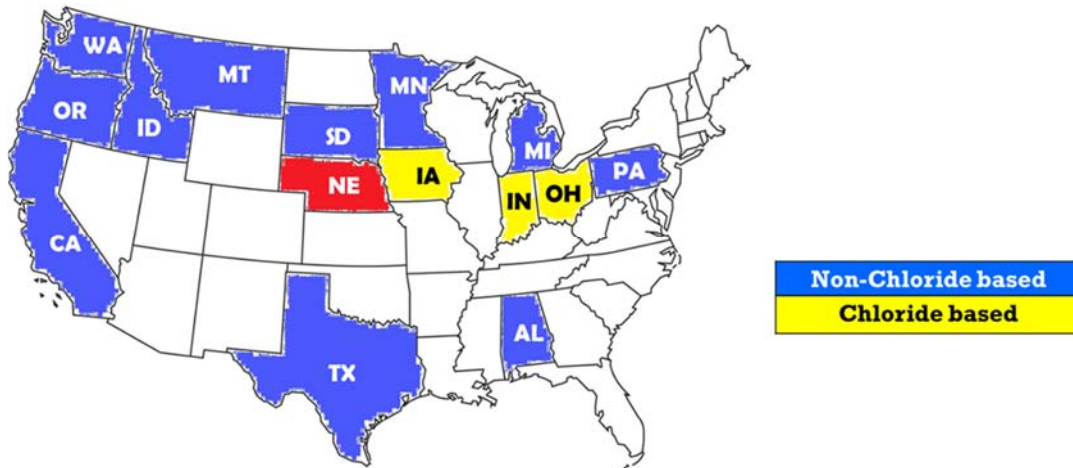 WA
MT
MN
OR
ID
SD
MI
PA
NE
IA
IN
OH
CA
Non-Chloride based
Chloride based
AL
TX